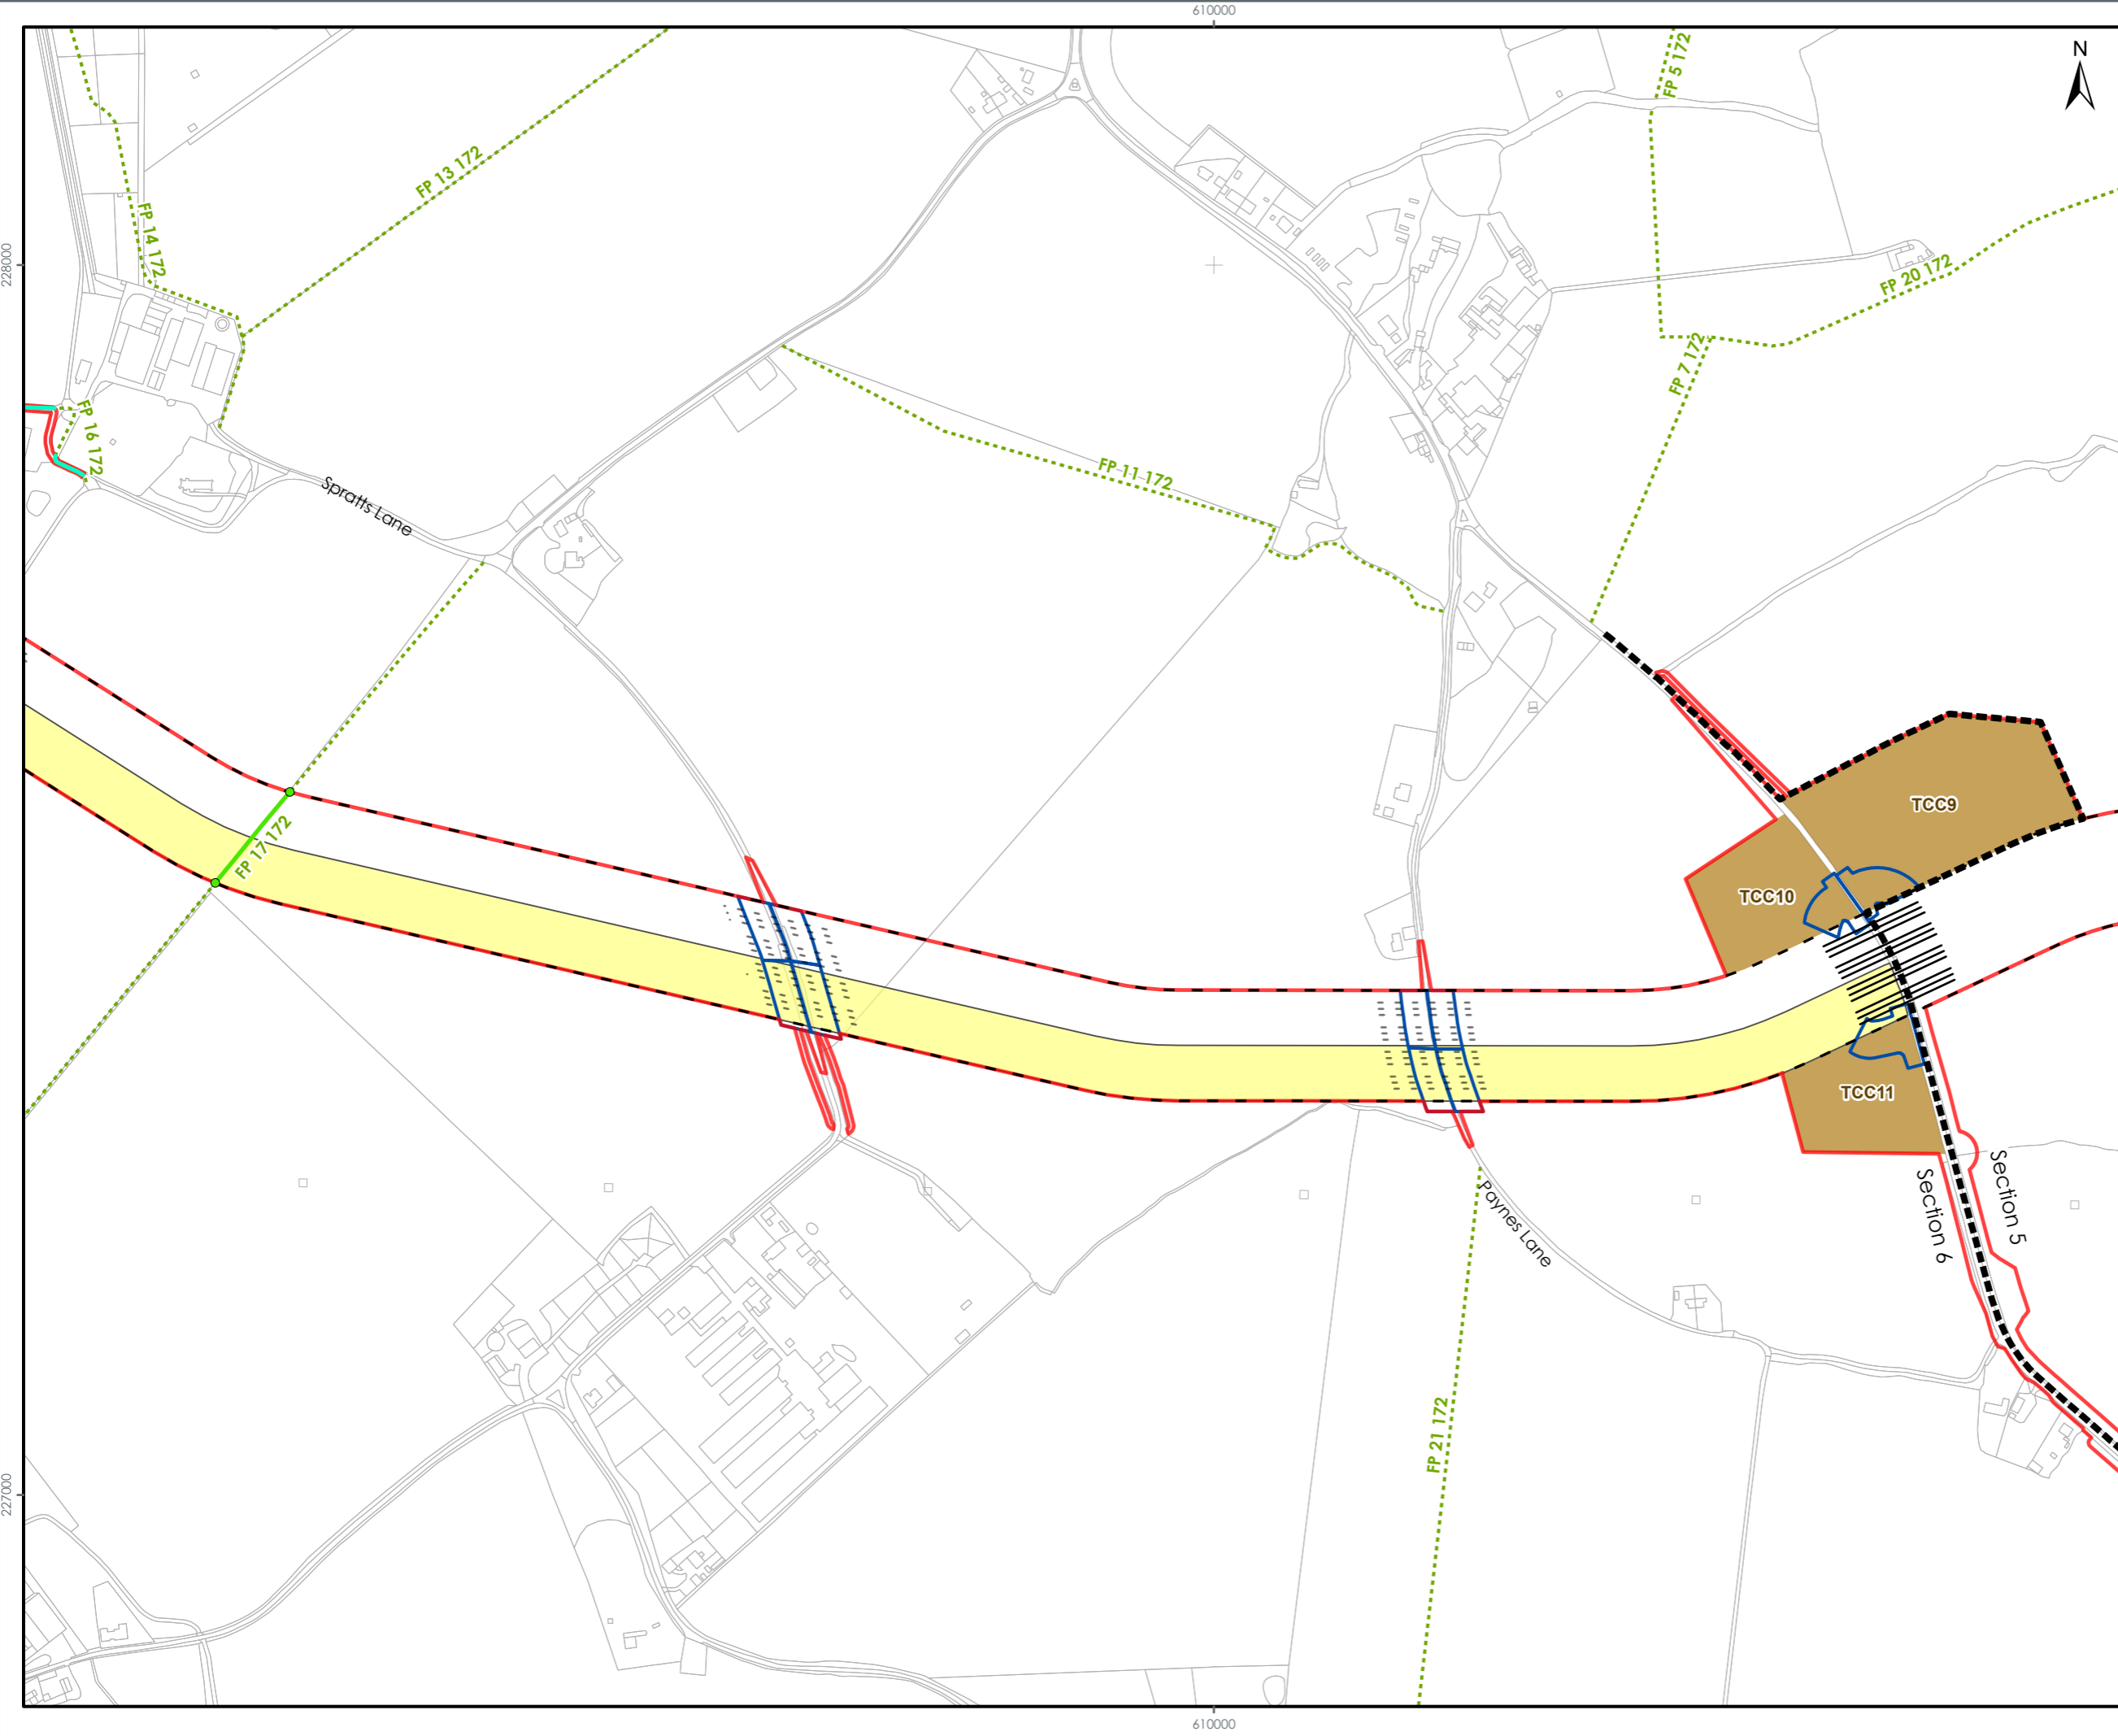 610000
N
FP 5 172
FP 13 172
FP 14 172
228000
FP 20 172
FP 7 172
FP 16 172
FP 11 172
Spratts Lane
TCC9
FP 17 172
TCC10
TCC11
Section 5
Section 6
Paynes Lane
FP 21 172
227000
610000